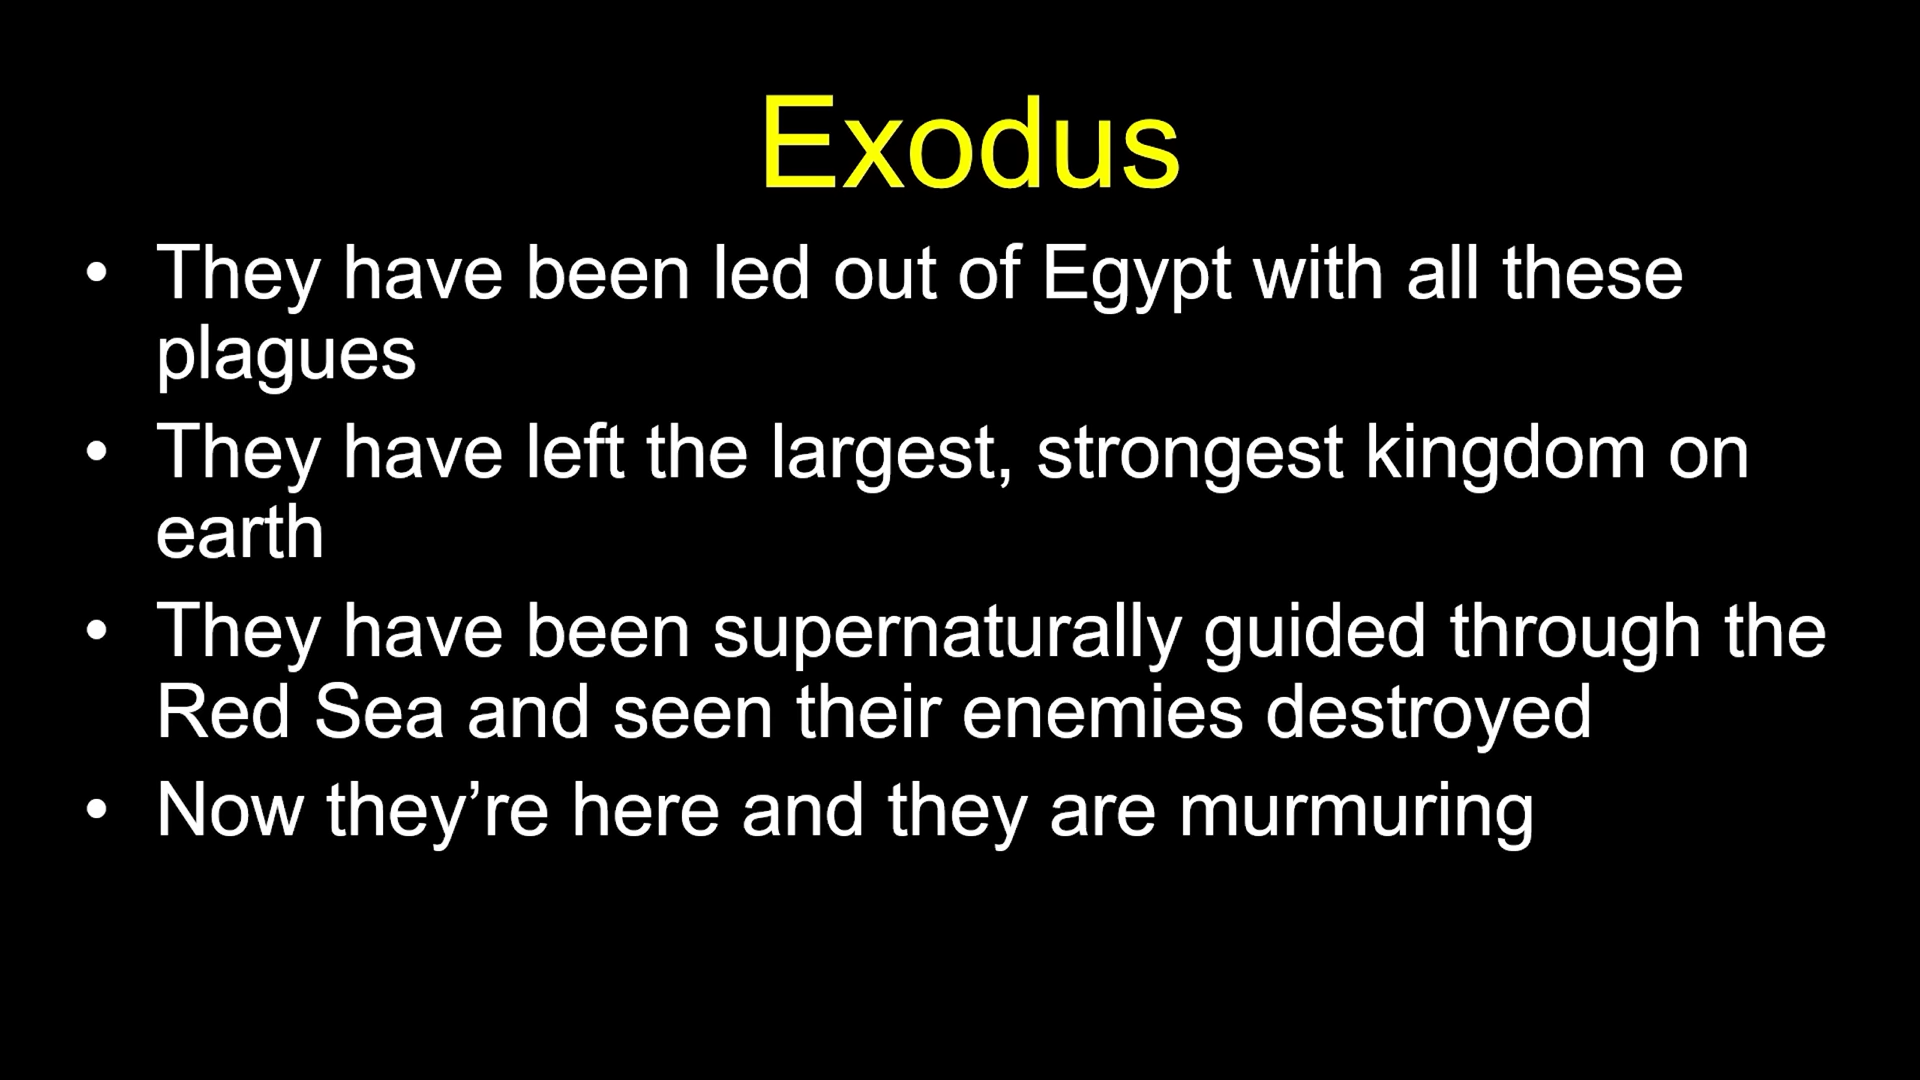 Exodus
• They have been led out of Egypt with all these
plagues
• They have left the largest, strongest kingdom on
earth
• They have been supernaturally guided through the
Red Sea and seen their enemies destroyed
• Now they’re here and they are murmuring